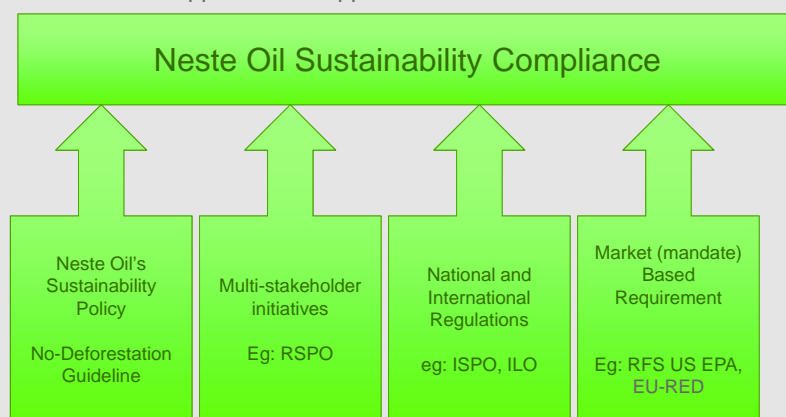 Neste Oil Sustainability Compliance
Neste Oil's
Sustainability
Policy
No-Deforestation
Guideline
Multi-stakeholder
initiatives
Eg: RSPO
National and
International
Regulations
eg: ISPO, ILO
Market (mandate)
Based
Requirement
Eg: RFS US EPA,
EU-RED